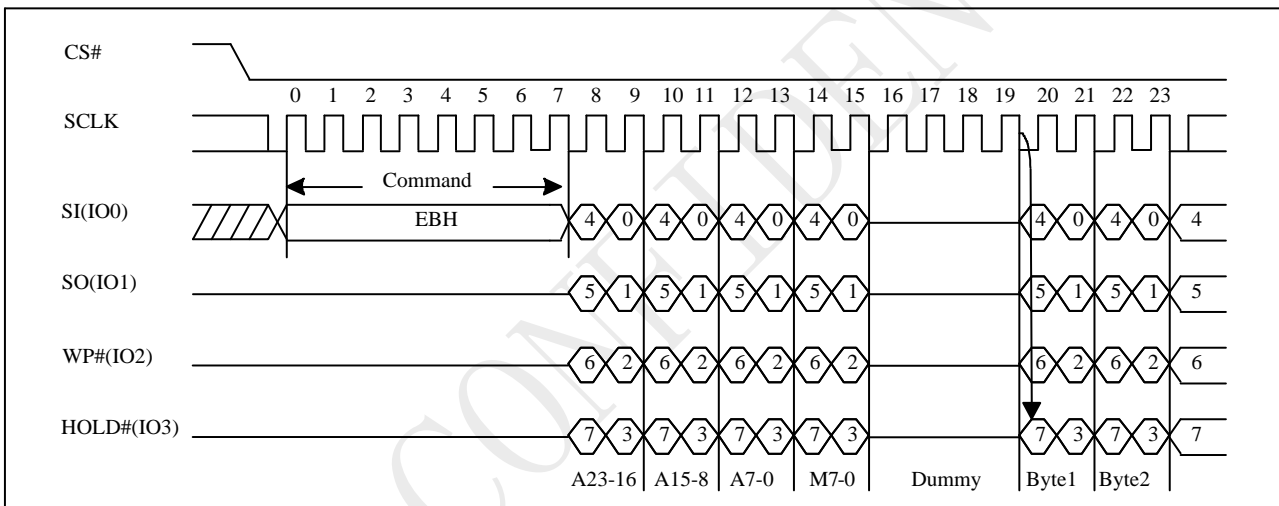 CS#
0 1 2 3 4 5 6 7 8 9 10 11 12 13 14 15 16 17 18 19 20 21 22 23
SCLK
Command
SI(IO0) EBH 4 0 4 0 4 0 4 0 4 0 4 0 4
SO(IO1) 5 1 5 1 5 1 5 1 5 1 5 1 5
WP#(IO2) 6 2 6 2 6 2 6 2 6 2 6 2 6
HOLD#(IO3) 7 3 7 3 7 3 7 3 7 3 7 3 7
A23-16 A15-8 A7-0 M7-0 Dummy Byte1 Byte2
CONFIDEN